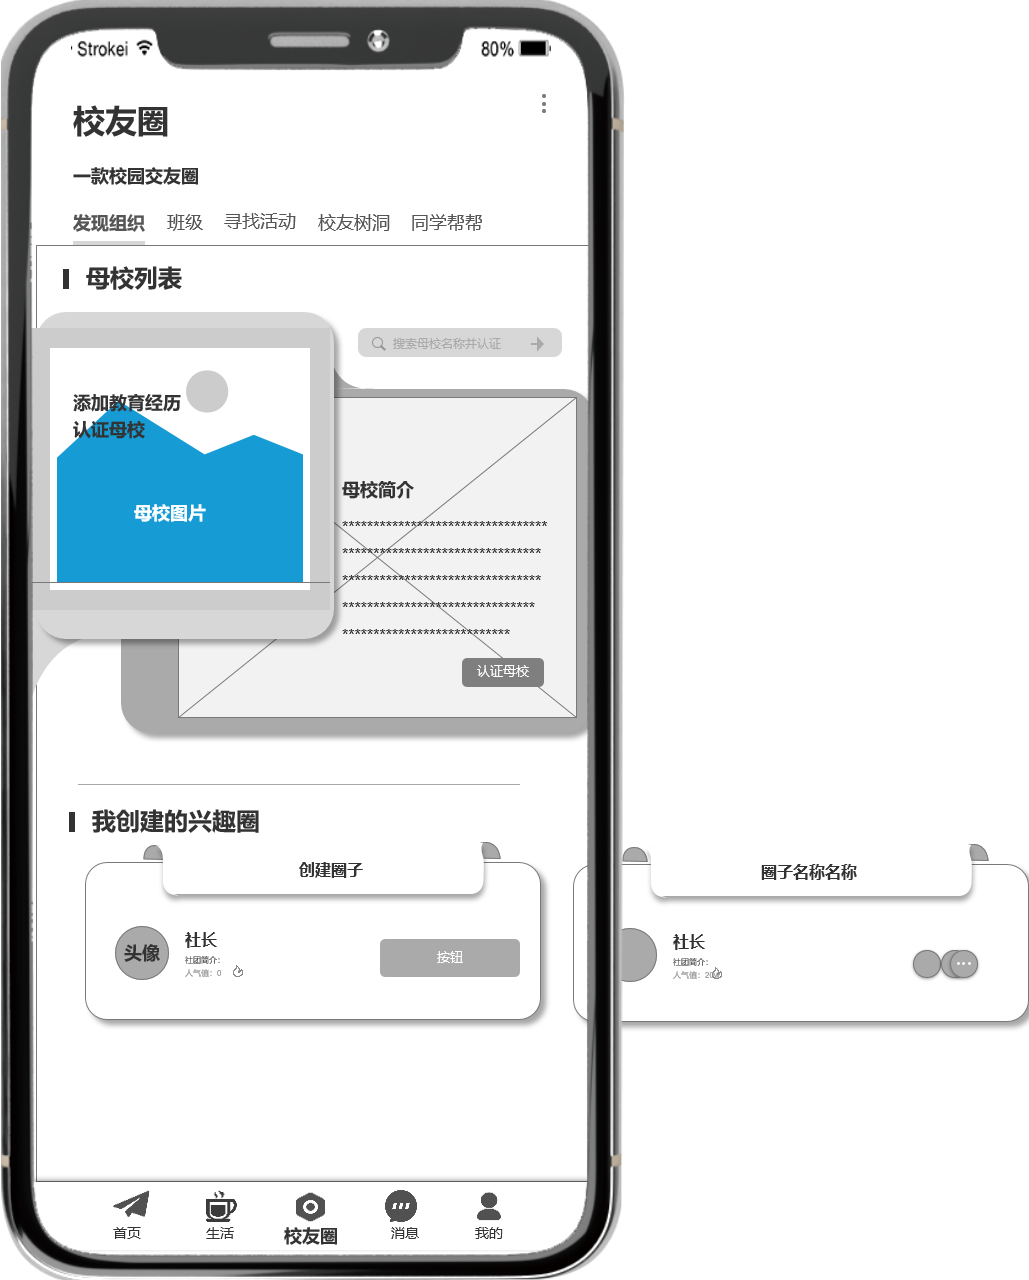 Strokei
80%
校友圈
一款校园交友圈
发现组织 班级 寻找活动 校友树洞 同学帮帮
母校列表
搜索母校名称并认证
添加教育经历
认证母校
母校图片
母校简介
*********************************
********************************
********************************
*******************************
***************************
认证母校
我创建的兴趣圈
创建圈子
头像
社长
社团简介：
人气值：0
按钮
圈子名称名称
社长
社团简介：
人气值：20
首页 生活 校友圈 消息 我的